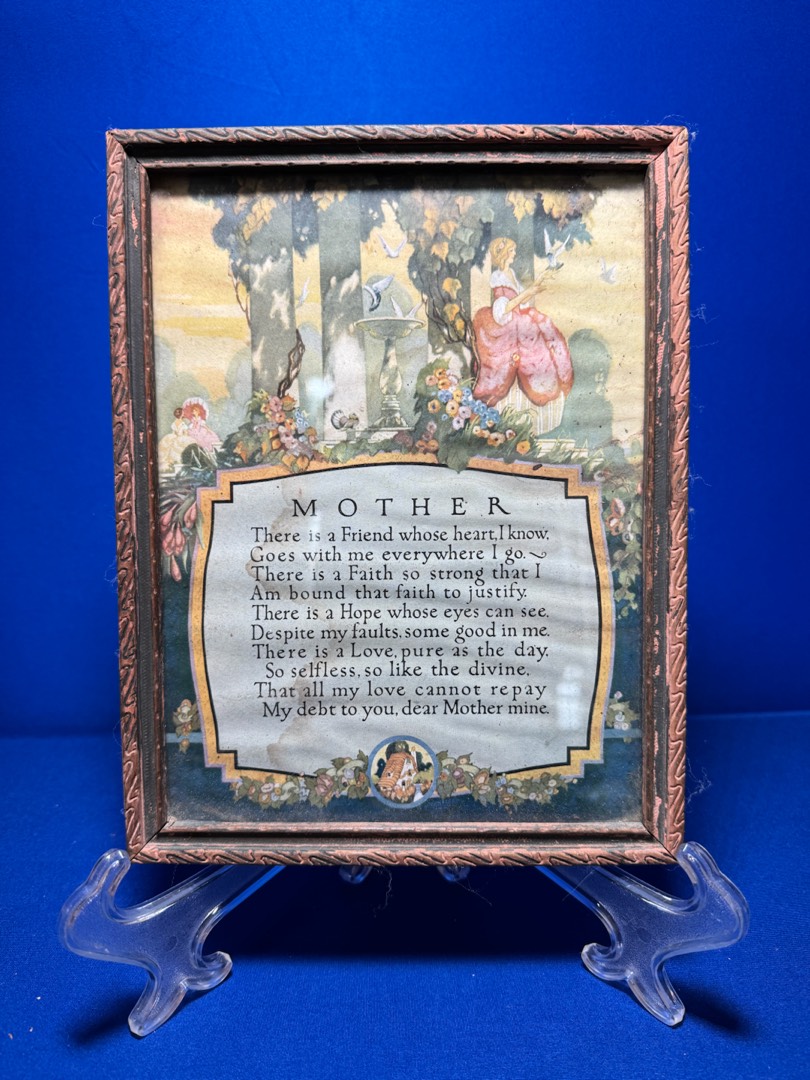 MOTHER
There is a Friend whose heart, I know,
Goes with me everywhere I go. ~
There is a Faith so strong that I
Am bound that faith to justify.
There is a Hope whose eyes can see,
Despite my faults, some good in me.
There is a Love, pure as the day,
So selfless, so like the divine,
That all my love cannot repay
My debt to you, dear Mother mine.